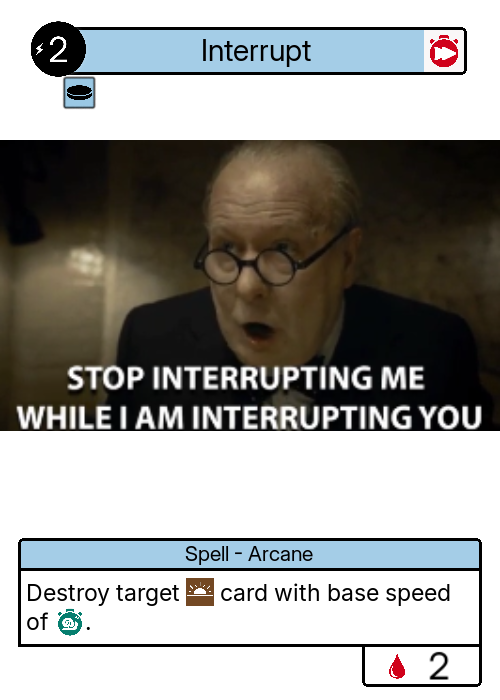 2
Interrupt
STOP INTERRUPTING ME
WHILE I AM INTERRUPTING YOU
Spell - Arcane
Destroy target card with base speed
of .
2